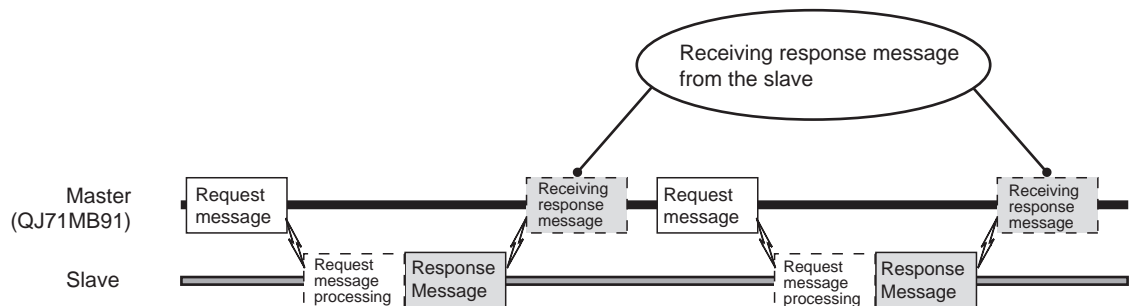 Receiving response message
from the slave
Master
(QJ71MB91)
Request
message
Receiving
response
message
Request
message
Receiving
response
message
Slave
Request
message
processing
Response
Message
Request
message
processing
Response
Message